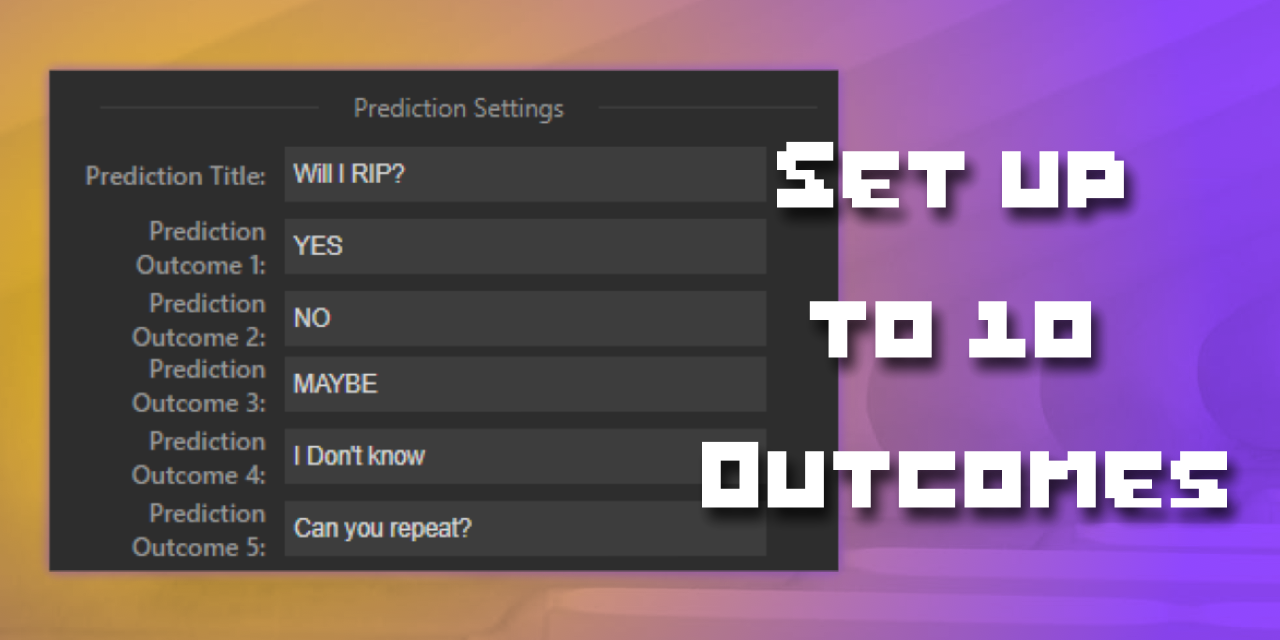 Prediction Settings
Prediction Title: Will I RIP?
Prediction
Outcome 1: YES
Prediction
Outcome 2: NO
Prediction
Outcome 3: MAYBE
Prediction
Outcome 4: I Don't know
Prediction
Outcome 5: Can you repeat?
Set up
to 10
Outcomes